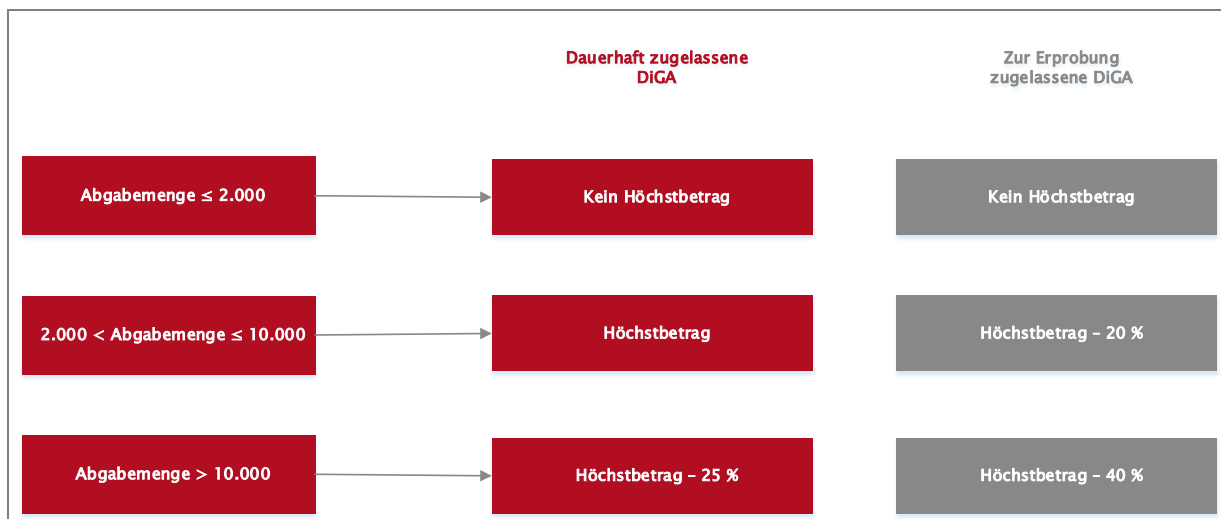 Dauerhaft zugelassene
DiGA
Zur Erprobung
zugelassene DiGA
Abgabemenge ≤ 2.000
Kein Höchstbetrag
Kein Höchstbetrag
2.000 < Abgabemenge ≤ 10.000
Höchstbetrag
Höchstbetrag – 20 %
Abgabemenge > 10.000
Höchstbetrag – 25 %
Höchstbetrag – 40 %